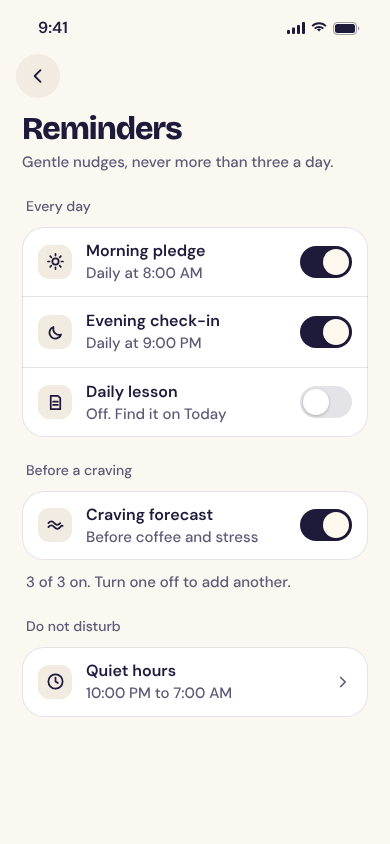 9:41
Reminders
Gentle nudges, never more than three a day.
Every day
Morning pledge
Daily at 8:00 AM
Evening check-in
Daily at 9:00 PM
Daily lesson
Off. Find it on Today
Before a craving
Craving forecast
Before coffee and stress
3 of 3 on. Turn one off to add another.
Do not disturb
Quiet hours
10:00 PM to 7:00 AM